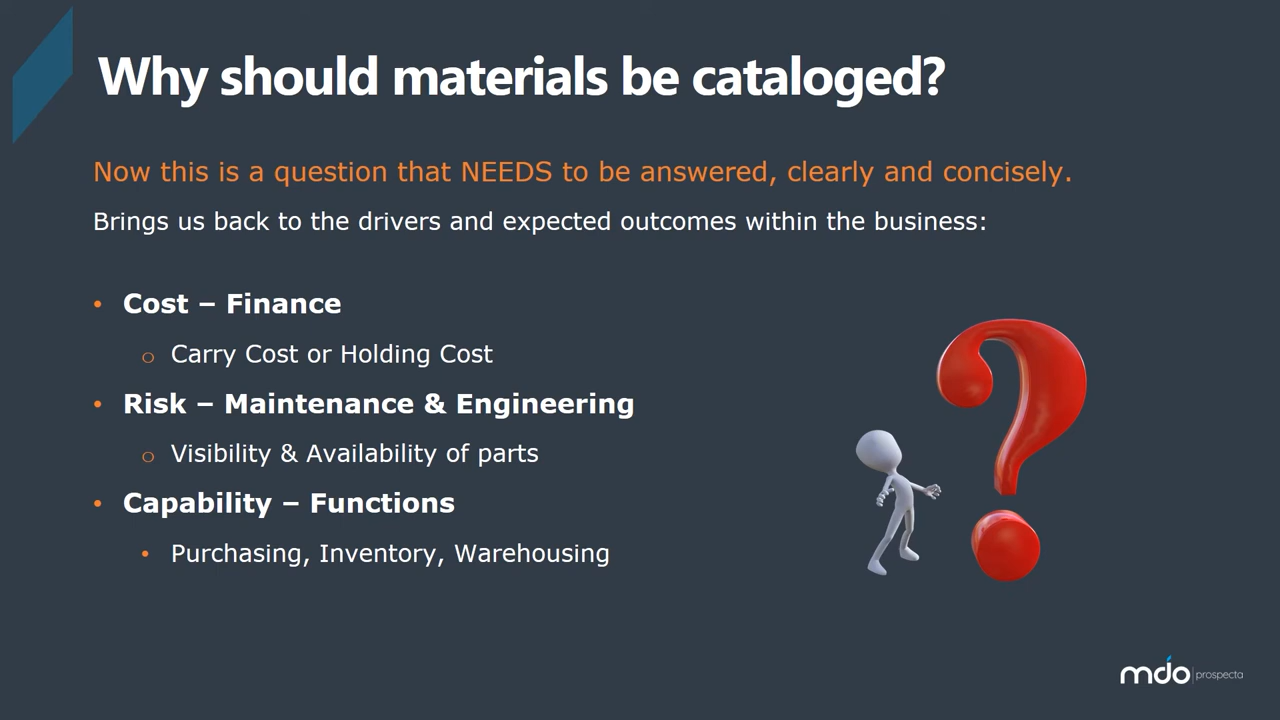 Why should materials be cataloged?
Now this is a question that NEEDS to be answered, clearly and concisely.
Brings us back to the drivers and expected outcomes within the business:
• Cost – Finance
o Carry Cost or Holding Cost
• Risk – Maintenance & Engineering
o Visibility & Availability of parts
• Capability – Functions
• Purchasing, Inventory, Warehousing
mdo | prospecta